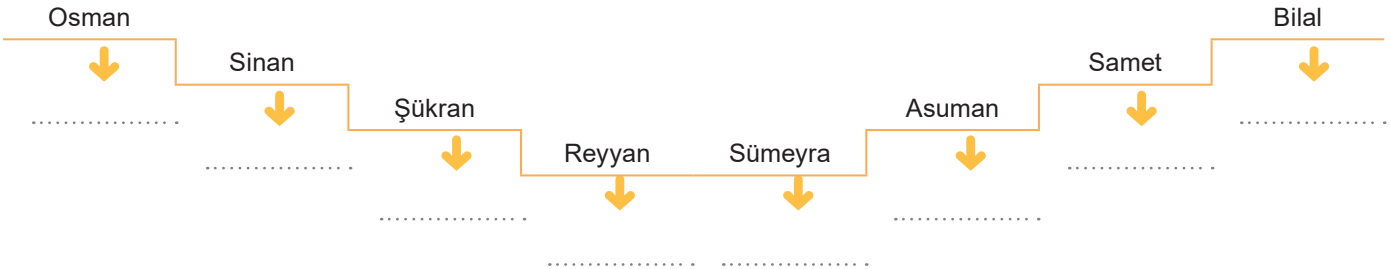 Osman
Bilal
Sinan
Samet
Şükran
Asuman
Reyyan
Sümeyra